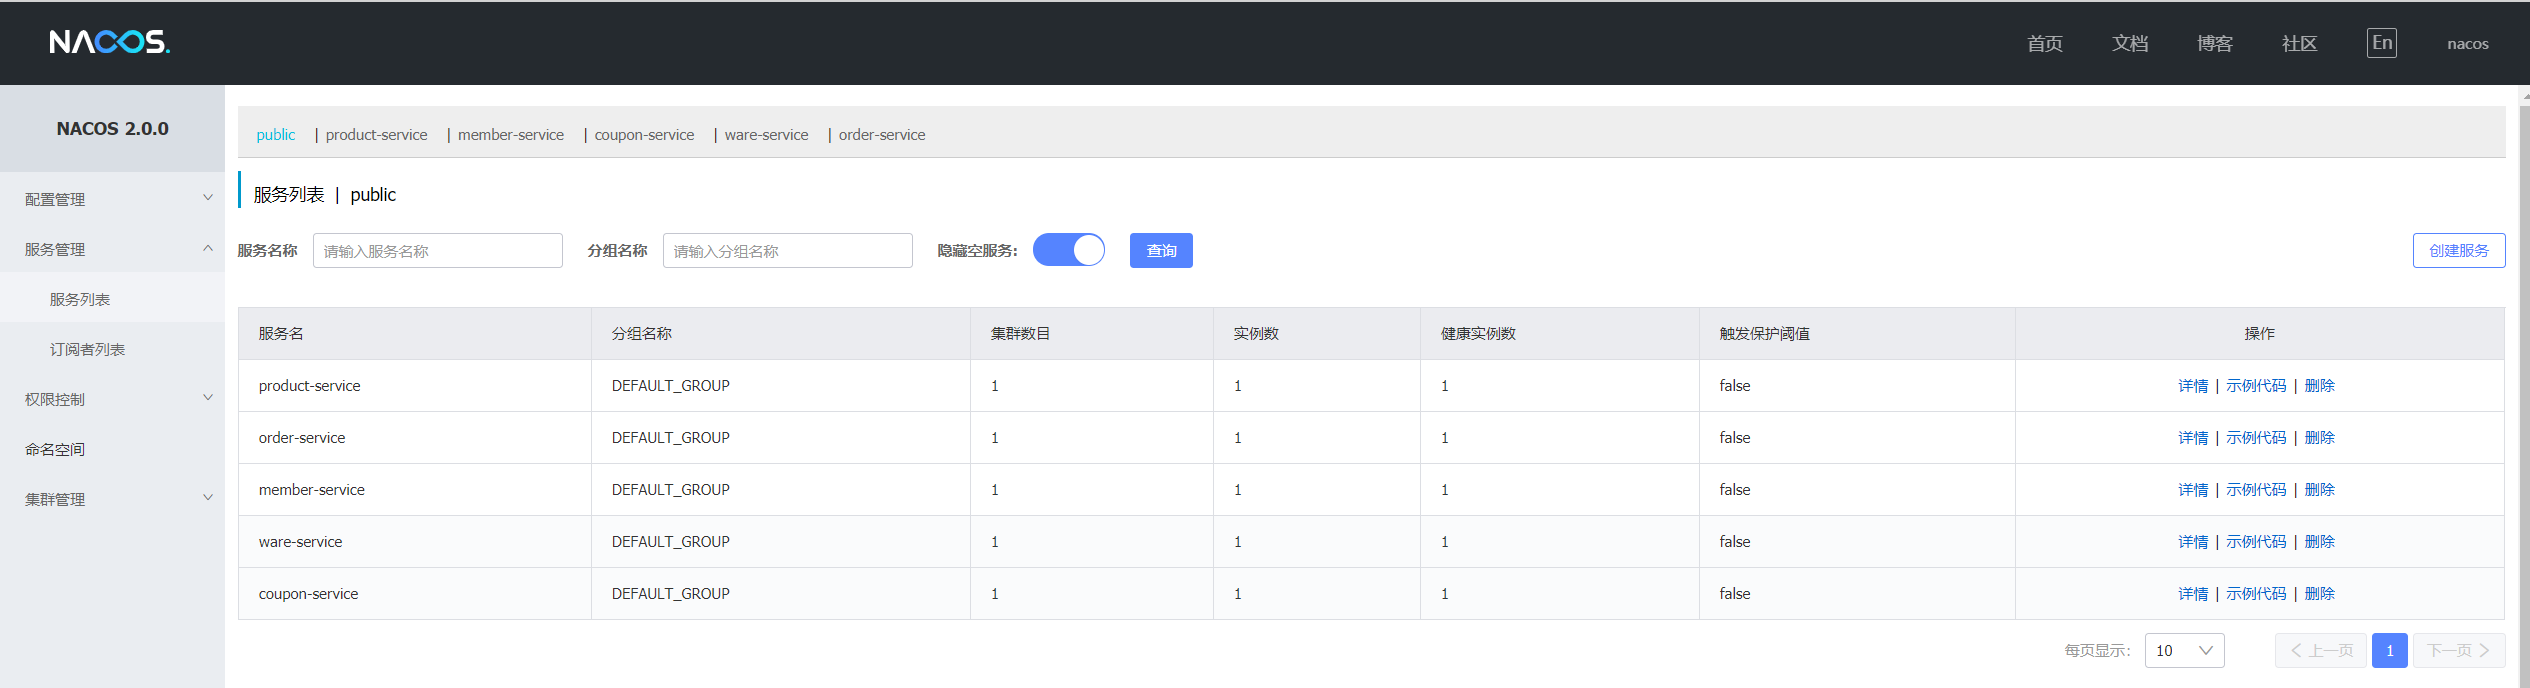 NACOS. 首页 文档 博客 社区 En nacos
NACOS 2.0.0
配置管理
服务管理
服务列表
订阅者列表
权限控制
命名空间
集群管理
public | product-service | member-service | coupon-service | ware-service | order-service
服务列表 | public
服务名称 请输入服务名称 分组名称 请输入分组名称 隐藏空服务: 查询 创建服务
服务名 分组名称 集群数目 实例数 健康实例数 触发保护阈值 操作
product-service DEFAULT_GROUP 1 1 1 false 详情 | 示例代码 | 删除
order-service DEFAULT_GROUP 1 1 1 false 详情 | 示例代码 | 删除
member-service DEFAULT_GROUP 1 1 1 false 详情 | 示例代码 | 删除
ware-service DEFAULT_GROUP 1 1 1 false 详情 | 示例代码 | 删除
coupon-service DEFAULT_GROUP 1 1 1 false 详情 | 示例代码 | 删除
每页显示: 10 上一页 1 下一页